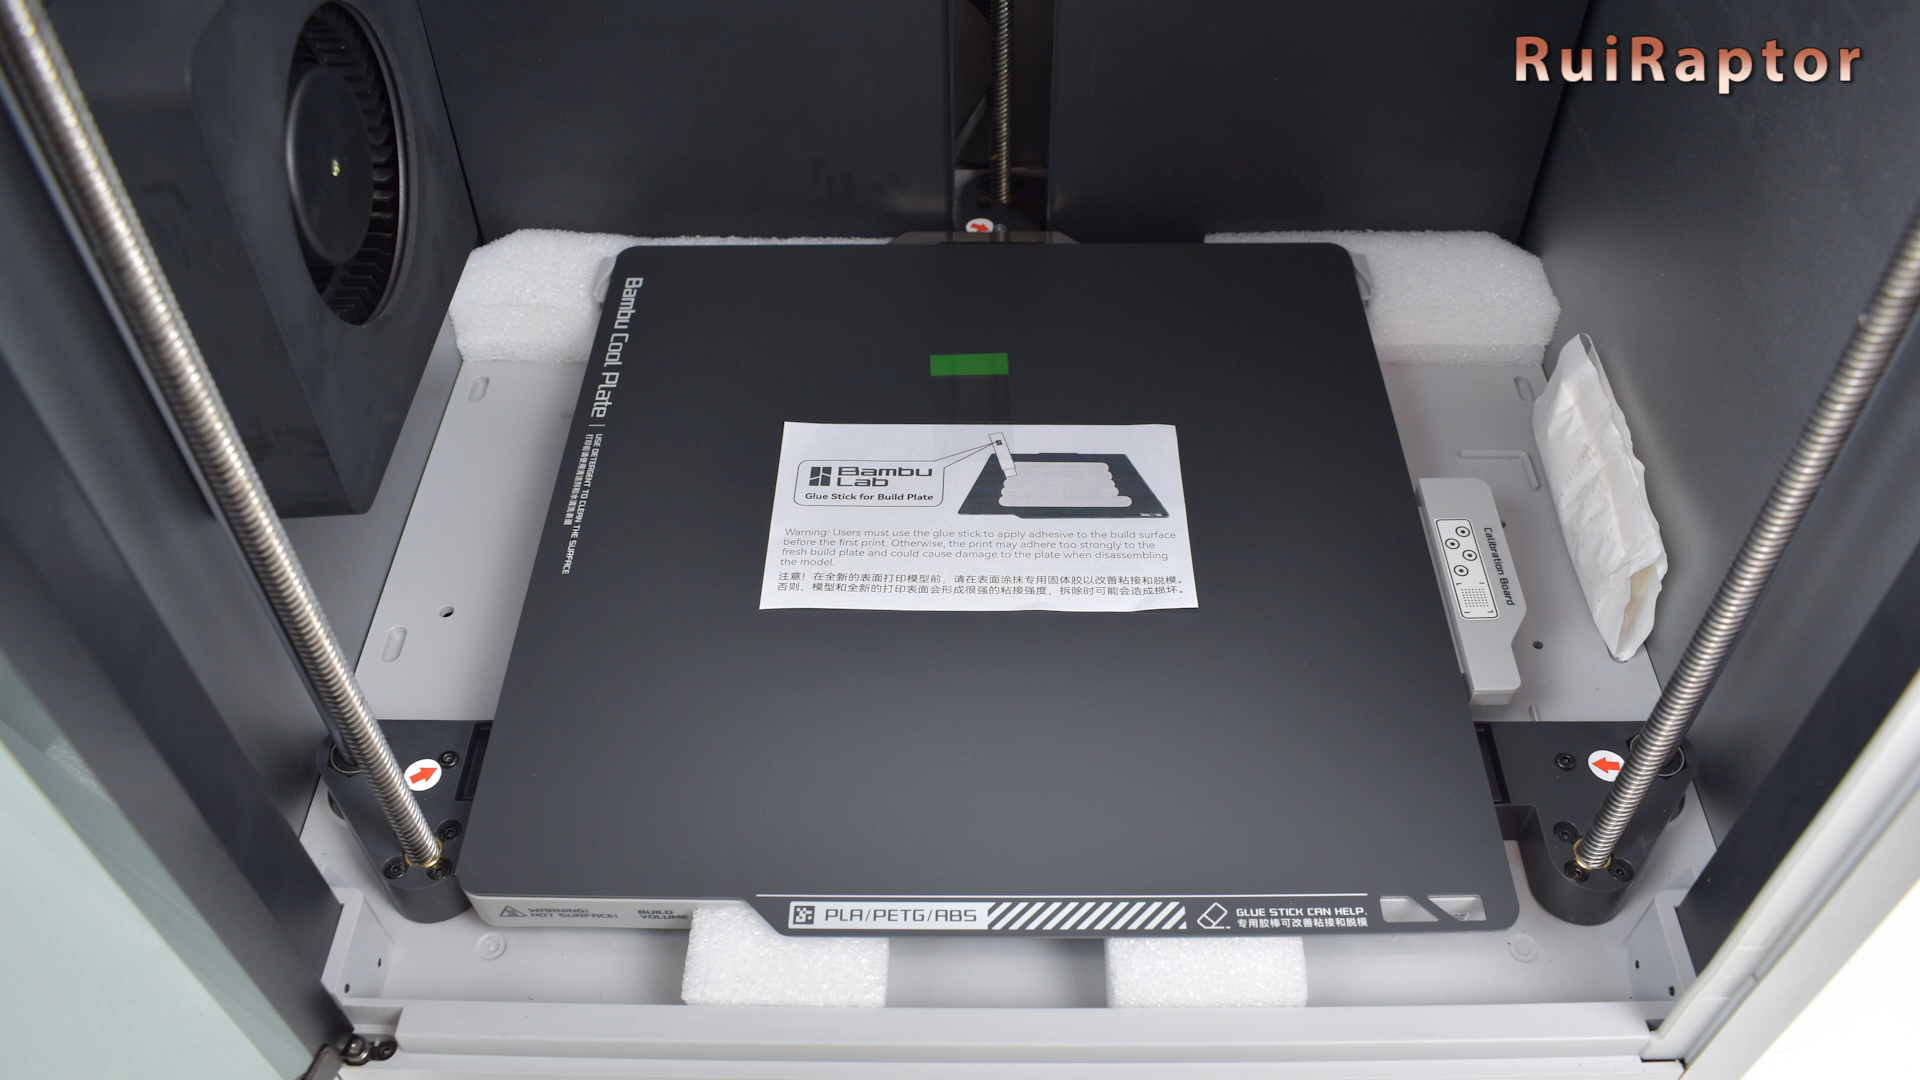 RuiRaptor
Bambu Cool Plate | USE DETERGENT TO CLEAN THE SURFACE
Bambu
Lab
Glue Stick for Build Plate
Warning: Users must use the glue stick to apply adhesive to the build surface
before the first print. Otherwise, the print may adhere too strongly to the
fresh build plate and could cause damage to the plate when disassembling
the model.
注意！在全新的表面打印模型前，请在表面涂抹专用固体胶以改善粘接和脱模。
否则，模型和全新的打印表面会形成很强的粘接强度，拆除时可能会造成损坏。
Calibration Board
WARNING!
HOT SURFACE!
BUILD
VOLUME
PLA/PETG/ABS
GLUE STICK CAN HELP.
专用胶棒可改善粘接和脱模